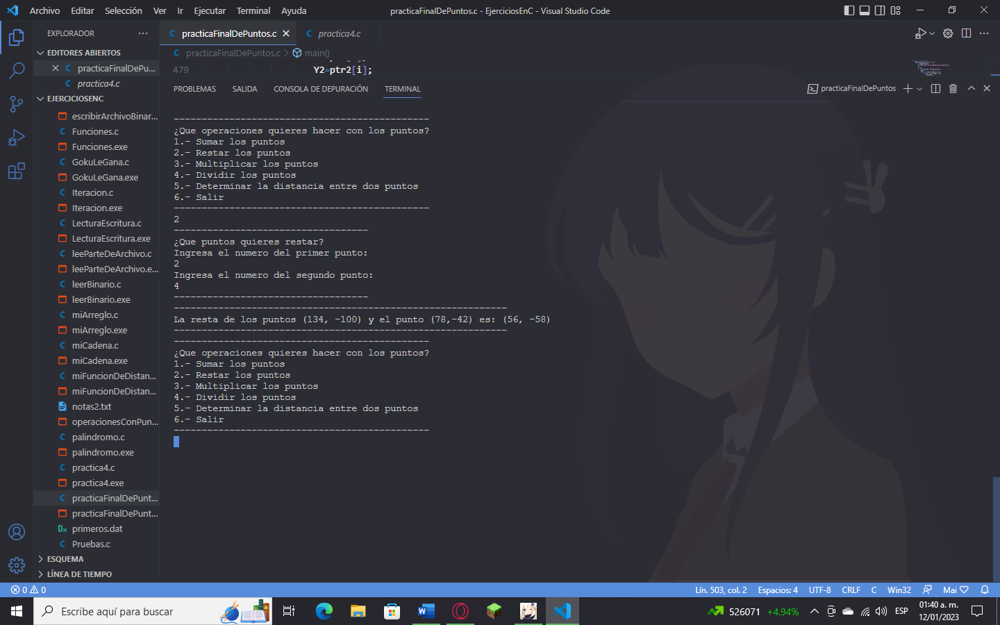 Archivo Editar Selección Ver Ir Ejecutar Terminal Ayuda practicaFinalDePuntos.c - EjerciciosEnC - Visual Studio Code
EXPLORADOR
EDITORES ABIERTOS
practicaFinalDePu...
practica4.c
EJERCICIOSENC
escribirArchivoBinar...
Funciones.c
Funciones.exe
GokuLeGana.c
GokuLeGana.exe
Iteracion.c
Iteracion.exe
LecturaEscritura.c
LecturaEscritura.exe
leeParteDeArchivo.c
leeParteDeArchivo.e...
leerBinario.c
leerBinario.exe
miArreglo.c
miArreglo.exe
miCadena.c
miCadena.exe
miFuncionDeDistan...
miFuncionDeDistan...
notas2.txt
operacionesConPun...
palindromo.c
palindromo.exe
practica4.c
practica4.exe
practicaFinalDePunt...
practicaFinalDePunt...
primeros.dat
Pruebas.c
ESQUEMA
LÍNEA DE TIEMPO
practicaFinalDePuntos.c practica4.c
practicaFinalDePuntos.c > main()
479 Y2=ptr2[i];
PROBLEMAS SALIDA CONSOLA DE DEPURACIÓN TERMINAL practicaFinalDePuntos
----------------------------------------------
¿Que operaciones quieres hacer con los puntos?
1.- Sumar los puntos
2.- Restar los puntos
3.- Multiplicar los puntos
4.- Dividir los puntos
5.- Determinar la distancia entre dos puntos
6.- Salir
----------------------------------------------
2
-----------------------------------
¿Que puntos quieres restar?
Ingresa el numero del primer punto:
2
Ingresa el numero del segundo punto:
4
-----------------------------------
------------------------------------------------------------
La resta de los puntos (134, -100) y el punto (78,-42) es: (56, -58)
------------------------------------------------------------
----------------------------------------------
¿Que operaciones quieres hacer con los puntos?
1.- Sumar los puntos
2.- Restar los puntos
3.- Multiplicar los puntos
4.- Dividir los puntos
5.- Determinar la distancia entre dos puntos
6.- Salir
----------------------------------------------
0 0 Lín. 503, col. 2 Espacios: 4 UTF-8 CRLF C Win32 Mai ♡
Escribe aquí para buscar
526071 +4.94% ESP
01:40 a. m.
12/01/2023